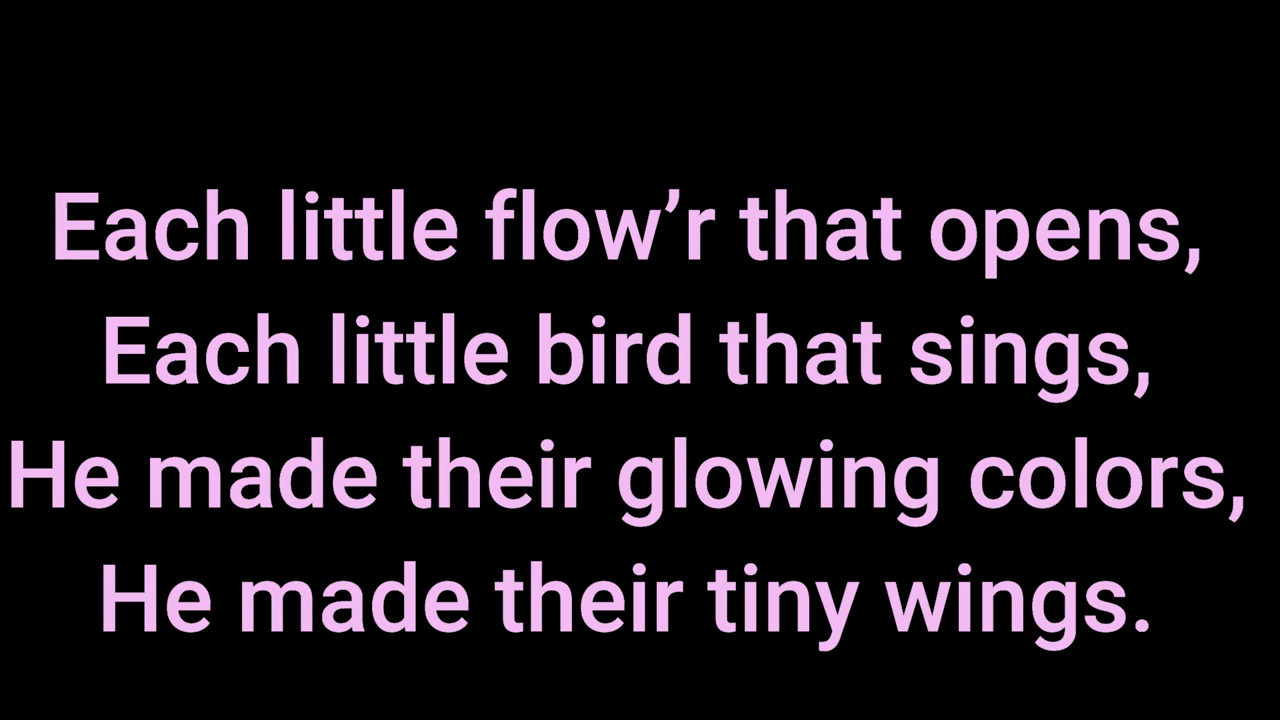 Each little flow’r that opens,
Each little bird that sings,
He made their glowing colors,
He made their tiny wings.